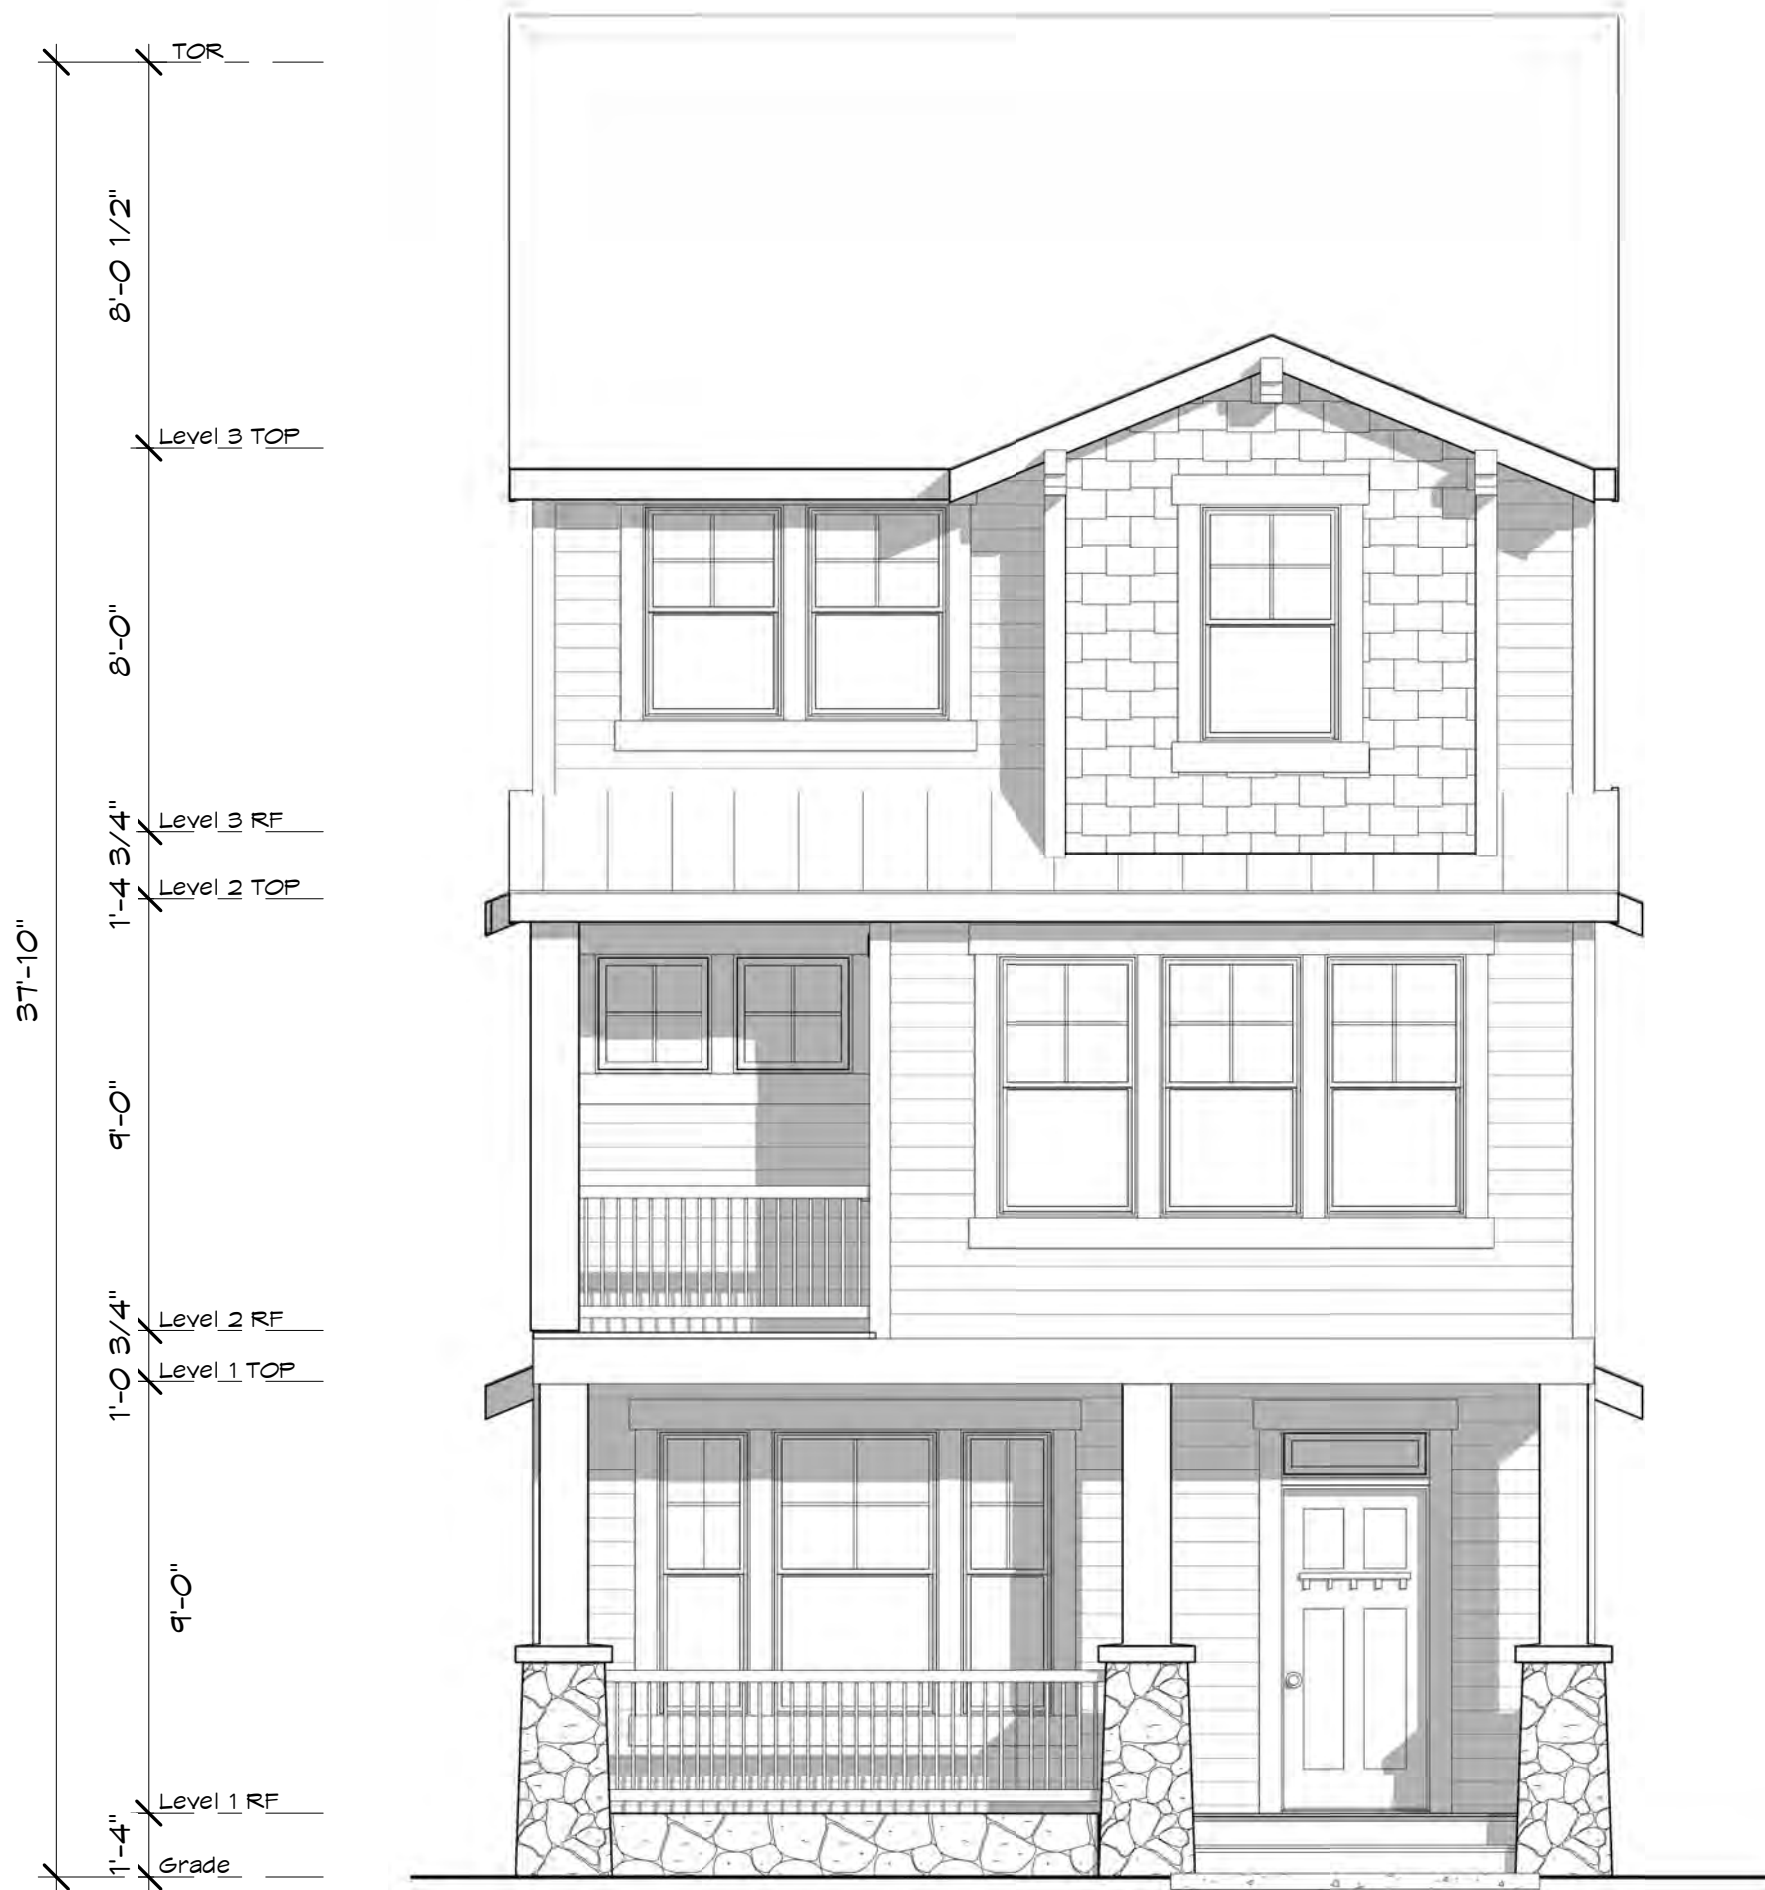 TOR
8'-0 1/2"
Level 3 TOP
8'-0"
Level 3 RF
1'-4 3/4"
Level 2 TOP
37'-10"
9'-0"
Level 2 RF
1'-0 3/4"
Level 1 TOP
9'-0"
Level 1 RF
1'-4"
Grade